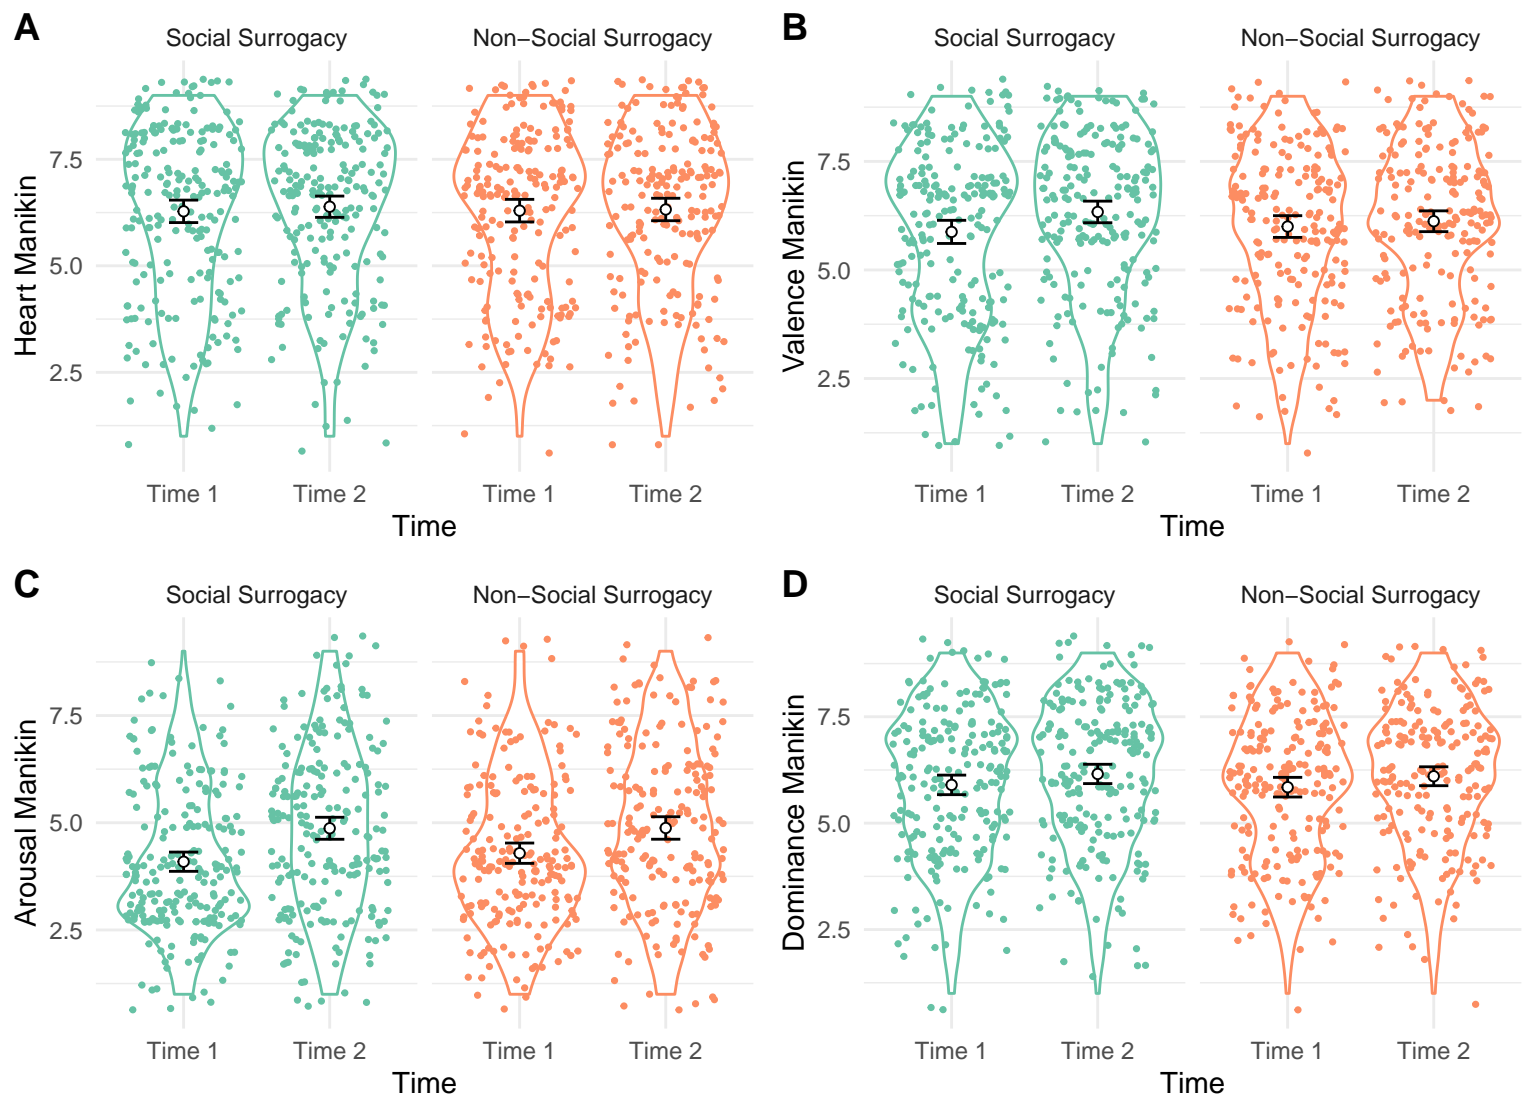 A
Social Surrogacy
Non−Social Surrogacy
Heart Manikin
7.5
5.0
2.5
Time 1
Time 2
Time 1
Time 2
Time
B
Social Surrogacy
Non−Social Surrogacy
Valence Manikin
7.5
5.0
2.5
Time 1
Time 2
Time 1
Time 2
Time
C
Social Surrogacy
Non−Social Surrogacy
Arousal Manikin
7.5
5.0
2.5
Time 1
Time 2
Time 1
Time 2
Time
D
Social Surrogacy
Non−Social Surrogacy
Dominance Manikin
7.5
5.0
2.5
Time 1
Time 2
Time 1
Time 2
Time